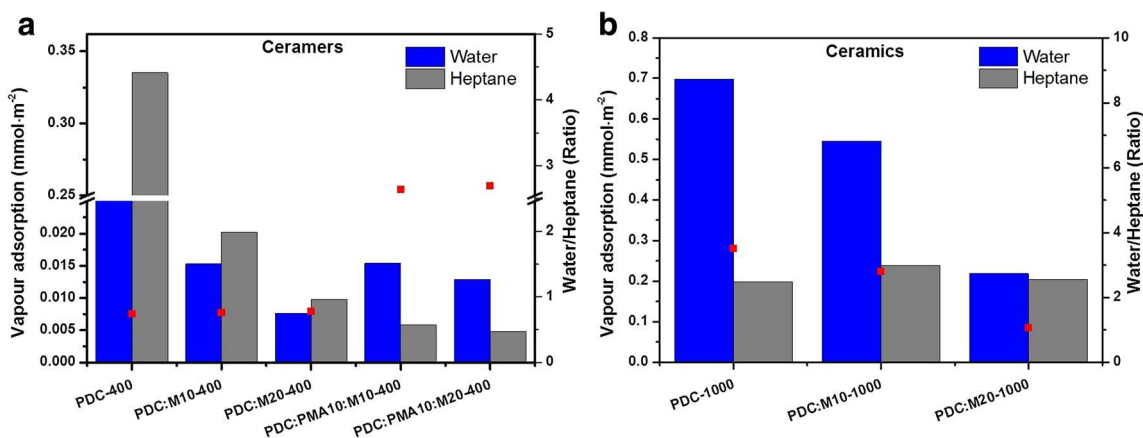 a
Ceramers
Water
Heptane
Vapour adsorption (mmol·m⁻²)
0.35
0.30
0.25
0.020
0.015
0.010
0.005
0.000
5
4
3
2
1
0
Water/Heptane (Ratio)
PDC-400
PDC:M10-400
PDC:M20-400
PDC:PMA10:M10-400
PDC:PMA10:M20-400
b
Ceramics
Water
Heptane
Vapour adsorption (mmol·m⁻²)
0.8
0.7
0.6
0.5
0.4
0.3
0.2
0.1
0.0
10
8
6
4
2
0
Water/Heptane (Ratio)
PDC-1000
PDC:M10-1000
PDC:M20-1000